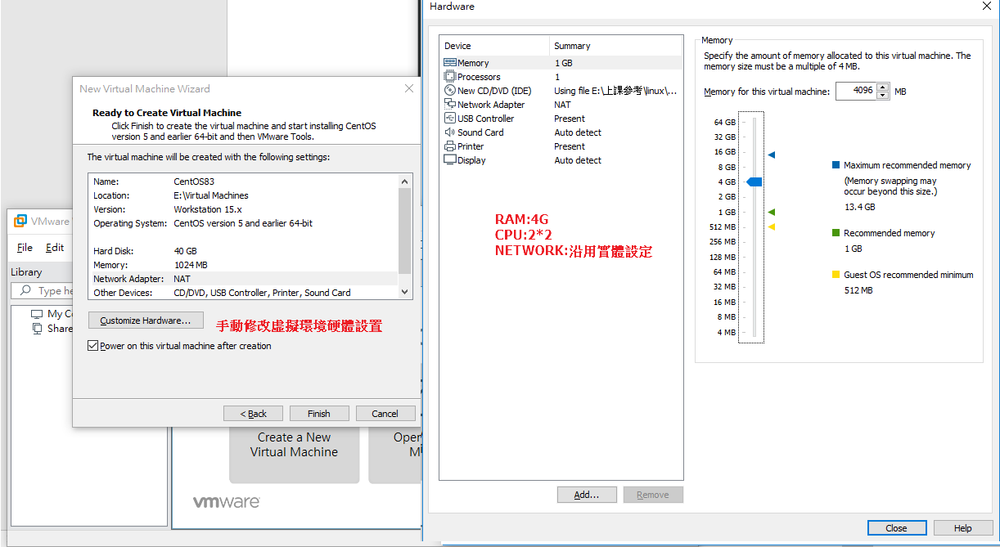 Hardware
New Virtual Machine Wizard
Ready to Create Virtual Machine
Click Finish to create the virtual machine and start installing CentOS
version 5 and earlier 64-bit and then VMware Tools.
The virtual machine will be created with the following settings:
Name: CentOS83
Location: E:\Virtual Machines
Version: Workstation 15.x
Operating System: CentOS version 5 and earlier 64-bit
Hard Disk: 40 GB
Memory: 1024 MB
Network Adapter: NAT
Other Devices: CD/DVD, USB Controller, Printer, Sound Card
Customize Hardware...
手動修改虛擬環境硬體設置
Power on this virtual machine after creation
< Back
Finish
Cancel
VMware
File Edit
Library
Type he
My Co
Share
Create a New
Virtual Machine
Oper
M
vmware
Device Summary
Memory 1 GB
Processors 1
New CD/DVD (IDE) Using file E:\上課參考\linux\...
Network Adapter NAT
USB Controller Present
Sound Card Auto detect
Printer Present
Display Auto detect
RAM:4G
CPU:2*2
NETWORK:沿用實體設定
Add...
Remove
Memory
Specify the amount of memory allocated to this virtual machine. The
memory size must be a multiple of 4 MB.
Memory for this virtual machine: 4096 MB
64 GB
32 GB
16 GB
8 GB
4 GB
2 GB
1 GB
512 MB
256 MB
128 MB
64 MB
32 MB
16 MB
8 MB
4 MB
Maximum recommended memory
(Memory swapping may
occur beyond this size.)
13.4 GB
Recommended memory
1 GB
Guest OS recommended minimum
512 MB
Close
Help